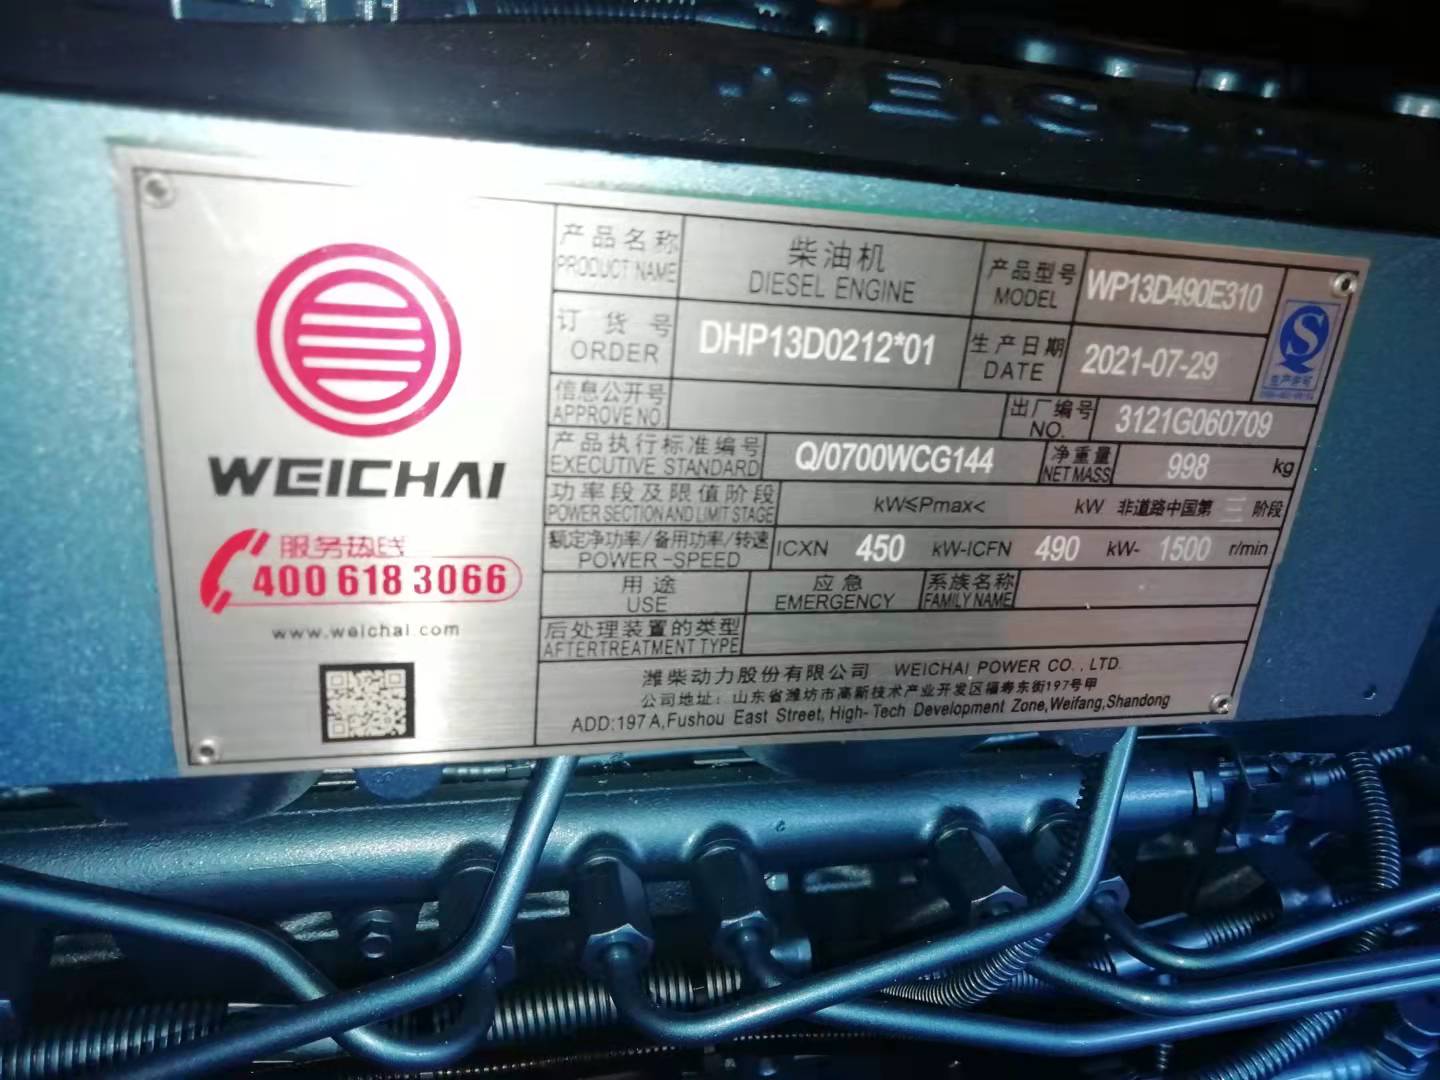 WEICHAI
服务热线
400 618 3066
www.weichai.com
产品名称
PRODUCT NAME
柴油机
DIESEL ENGINE
产品型号
MODEL
WP13D490E310
订货号
ORDER
DHP13D0212*01
生产日期
DATE
2021-07-29
S
生产许可
信息公开号
APPROVE NO.
出厂编号
NO.
3121G060709
产品执行标准编号
EXECUTIVE STANDARD
Q/0700WCG144
净重量
NET MASS
998 kg
功率段及限值阶段
POWER SECTION AND LIMIT STAGE
kW≤Pmax< kW 非道路中国第三阶段
额定净功率/备用功率/转速
POWER-SPEED
ICXN 450 kW-ICFN 490 kW- 1500 r/min
用途
USE
应急
EMERGENCY
系族名称
FAMILY NAME
后处理装置的类型
AFTERTREATMENT TYPE
潍柴动力股份有限公司 WEICHAI POWER CO., LTD.
公司地址：山东省潍坊市高新技术产业开发区福寿东街197号甲
ADD:197A,Fushou East Street, High-Tech Development Zone,Weifang,Shandong